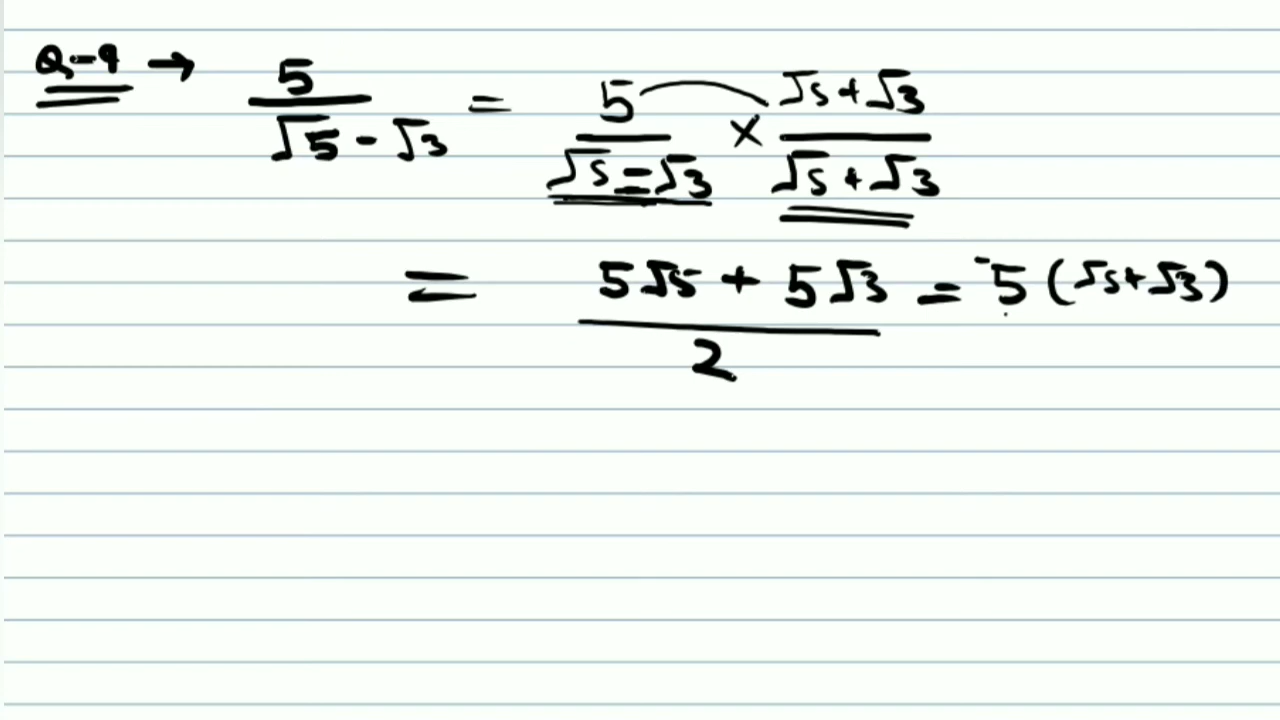 Q-9 → 5/(√5 - √3) = 5/(√5 = √3) × (√5 + √3)/(√5 + √3)
= (5√5 + 5√3)/2 = 5 (√5+√3)